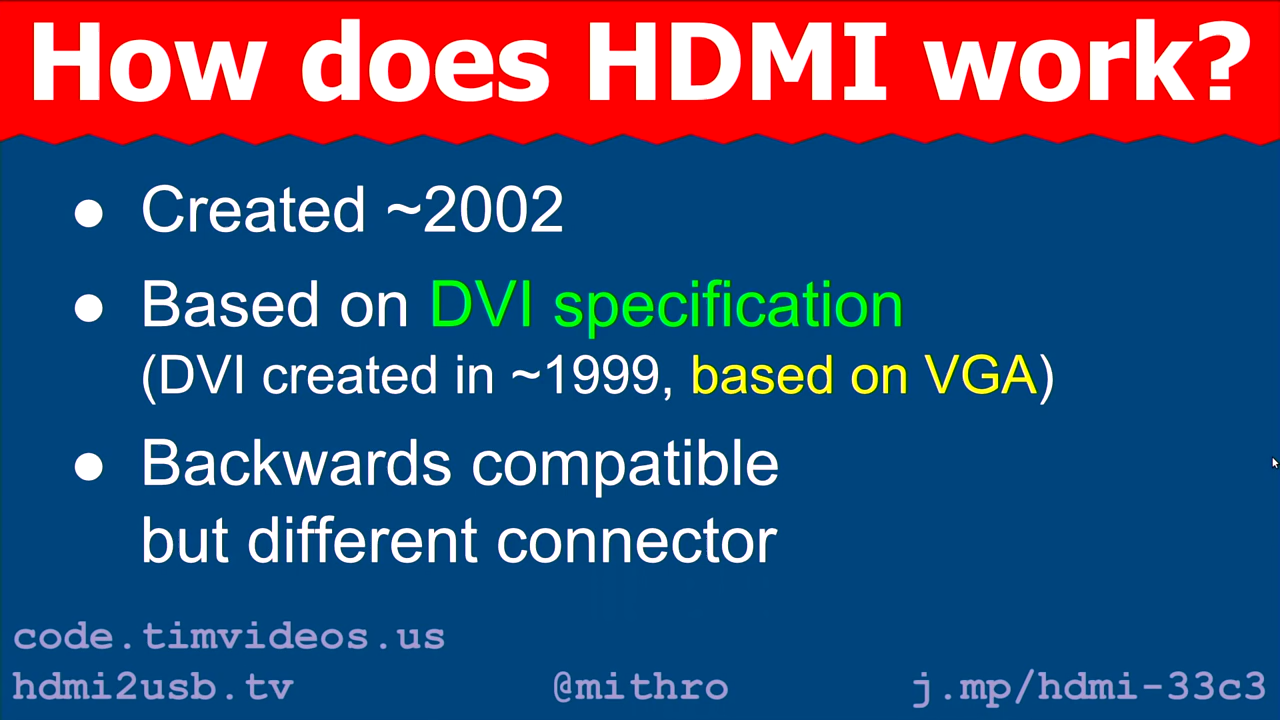 How does HDMI work?
● Created ~2002
● Based on DVI specification
(DVI created in ~1999, based on VGA)
● Backwards compatible
but different connector
code.timvideos.us
hdmi2usb.tv @mithro j.mp/hdmi-33c3